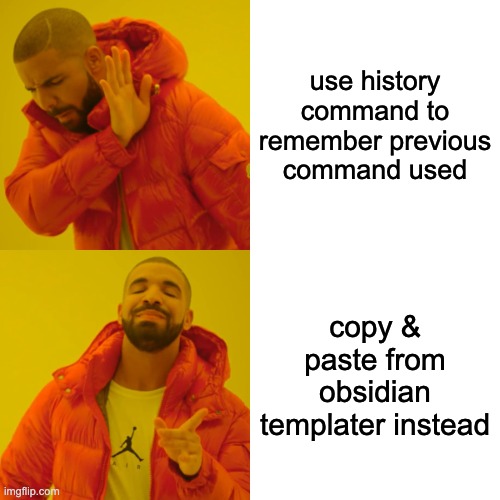 use history
command to
remember previous
command used
copy &
paste from
obsidian
templater instead
imgflip.com